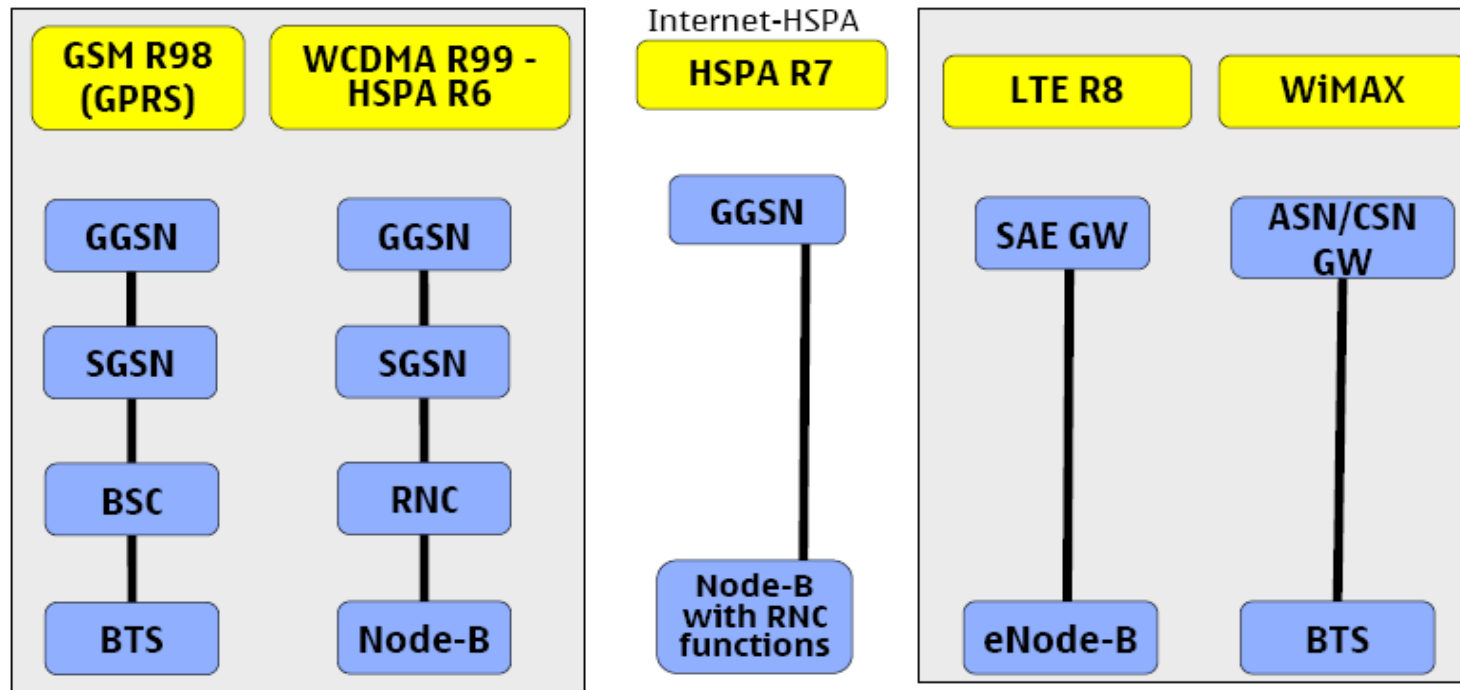 Internet-HSPA
GSM R98
(GPRS)
WCDMA R99 -
HSPA R6
HSPA R7
LTE R8
WiMAX
GGSN
GGSN
GGSN
SAE GW
ASN/CSN
GW
SGSN
SGSN
BSC
RNC
BTS
Node-B
Node-B
with RNC
functions
eNode-B
BTS